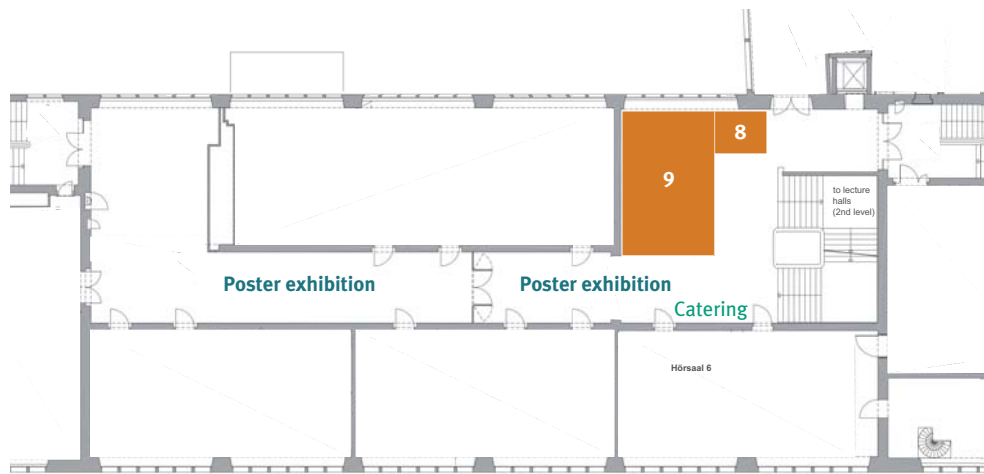 8
9
to lecture
halls
(2nd level)
Poster exhibition
Poster exhibition
Catering
Hörsaal 6